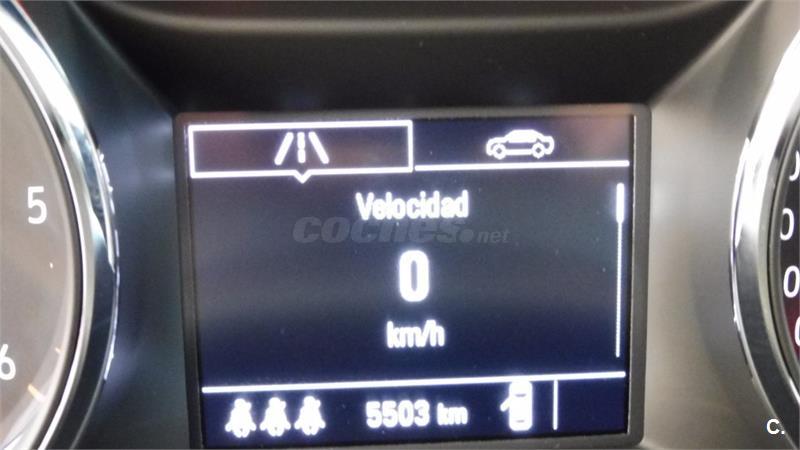 Velocidad
coches.net
0
km/h
5503 km
5
6
C.